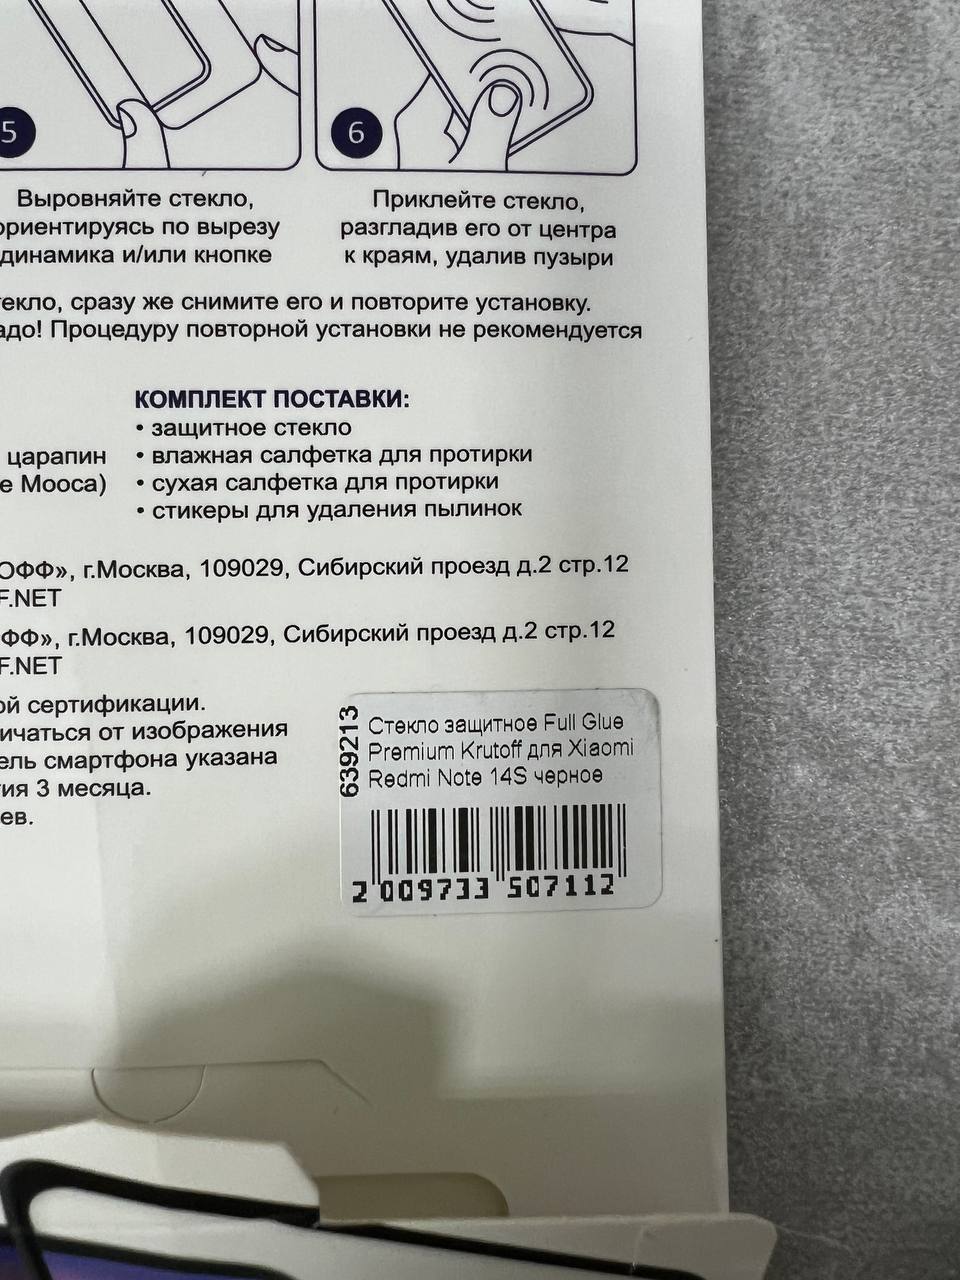 5
6
Выровняйте стекло,
ориентируясь по вырезу
динамика и/или кнопке
Приклейте стекло,
разгладив его от центра
к краям, удалив пузыри
текло, сразу же снимите его и повторите установку.
адо! Процедуру повторной установки не рекомендуется
царапин
е Мооса)
КОМПЛЕКТ ПОСТАВКИ:
• защитное стекло
• влажная салфетка для протирки
• сухая салфетка для протирки
• стикеры для удаления пылинок
ОФФ», г.Москва, 109029, Сибирский проезд д.2 стр.12
F.NET
ФФ», г.Москва, 109029, Сибирский проезд д.2 стр.12
F.NET
ой сертификации.
ичаться от изображения
ель смартфона указана
тия 3 месяца.
ев.
639213
Стекло защитное Full Glue
Premium Krutoff для Xiaomi
Redmi Note 14S черное
2 009733 507112